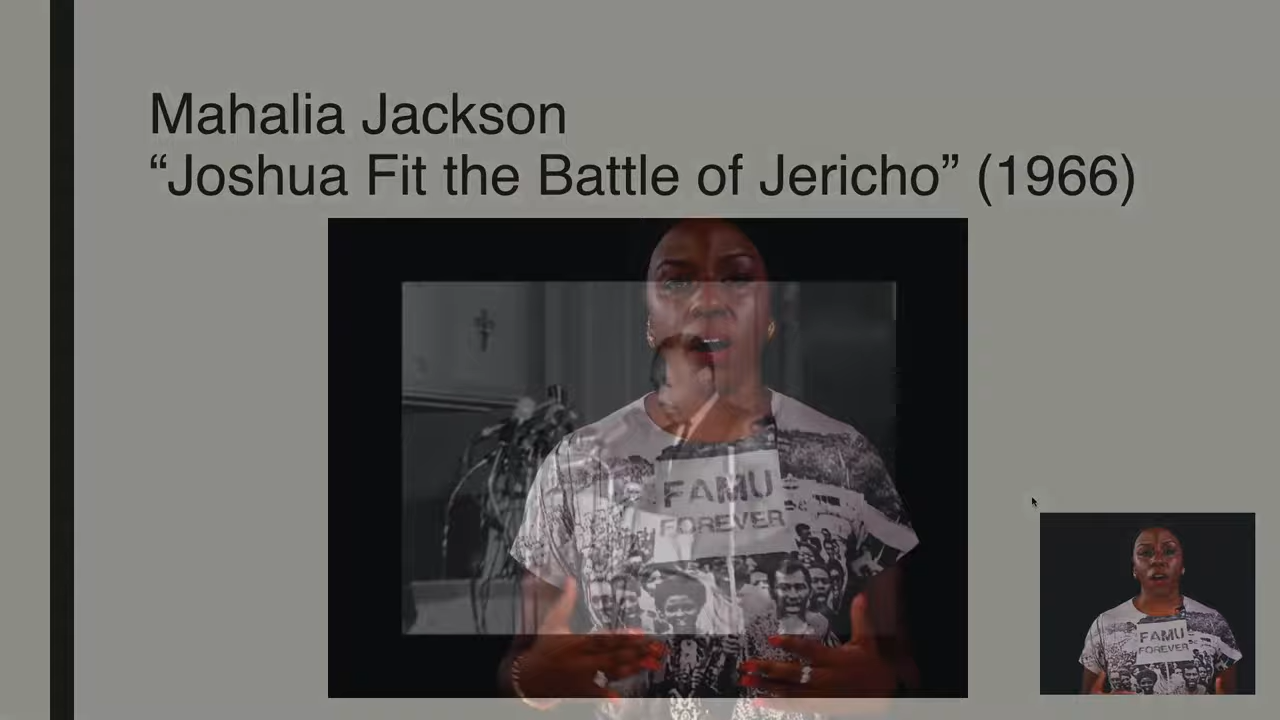 Mahalia Jackson
“Joshua Fit the Battle of Jericho” (1966)
FAMU
FOREVER
FAMU
FOREVER